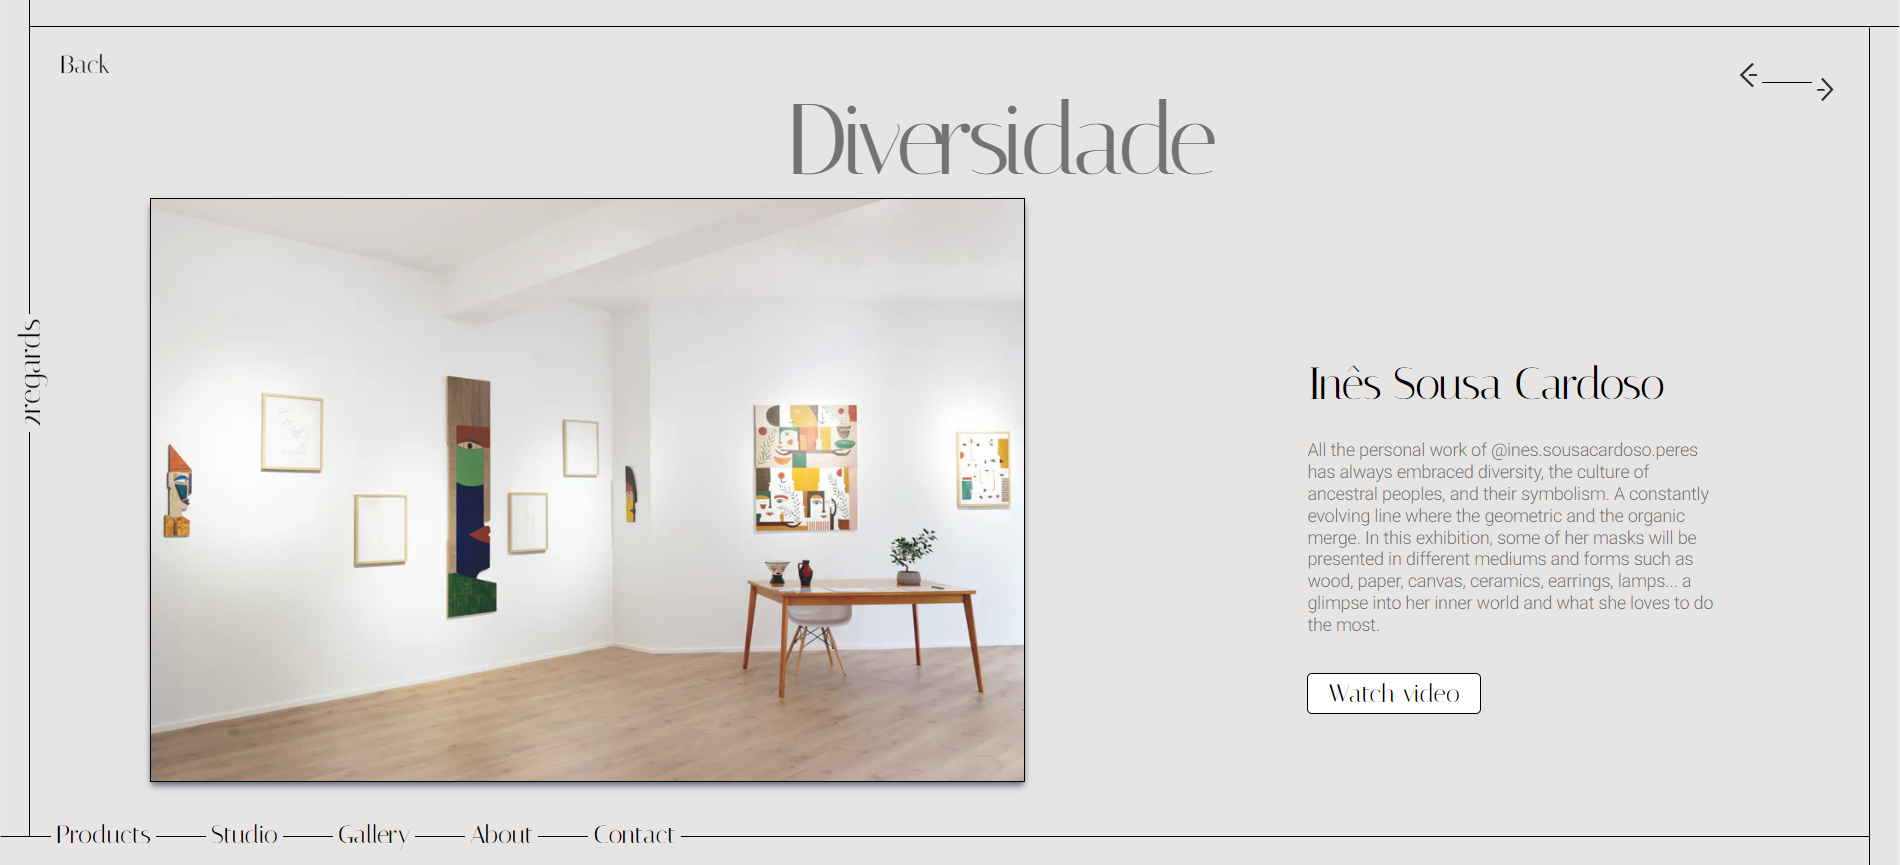 Back
Diversidade
2regards
Inês Sousa Cardoso
All the personal work of @ines.sousacardoso.peres
has always embraced diversity, the culture of
ancestral peoples, and their symbolism. A constantly
evolving line where the geometric and the organic
merge. In this exhibition, some of her masks will be
presented in different mediums and forms such as
wood, paper, canvas, ceramics, earrings, lamps... a
glimpse into her inner world and what she loves to do
the most.
Watch video
Products Studio Gallery About Contact